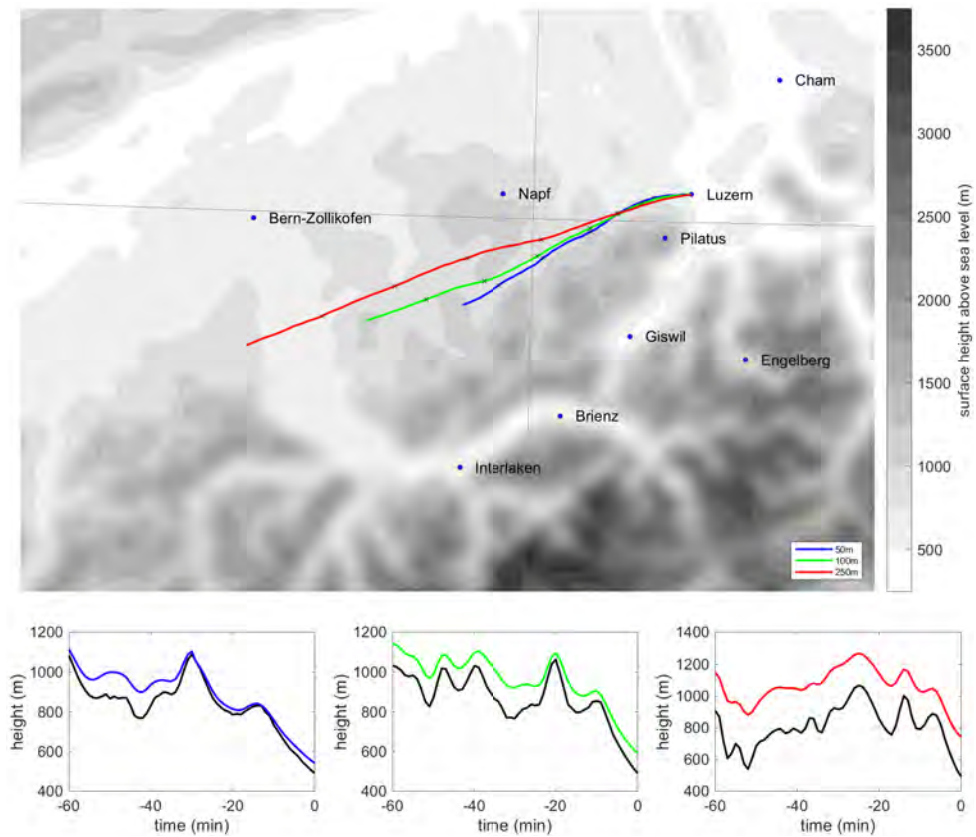 Cham
3500
3000
Napf
Luzern
Bern-Zollikofen
2500
Pilatus
2000
Giswil
Engelberg
1500
Brienz
1000
Interlaken
500
surface height above sea level (m)
50m
100m
250m
1200
1000
800
600
400
height (m)
-60 -40 -20 0
time (min)
1200
1000
800
600
400
height (m)
-60 -40 -20 0
time (min)
1400
1200
1000
800
600
400
height (m)
-60 -40 -20 0
time (min)